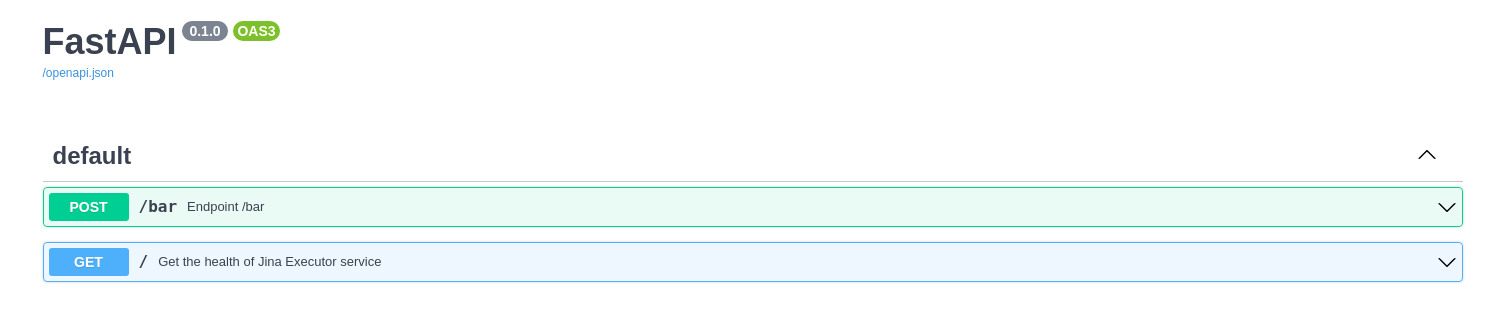 FastAPI 0.1.0 OAS3
/openapi.json
default
POST /bar Endpoint /bar
GET / Get the health of Jina Executor service